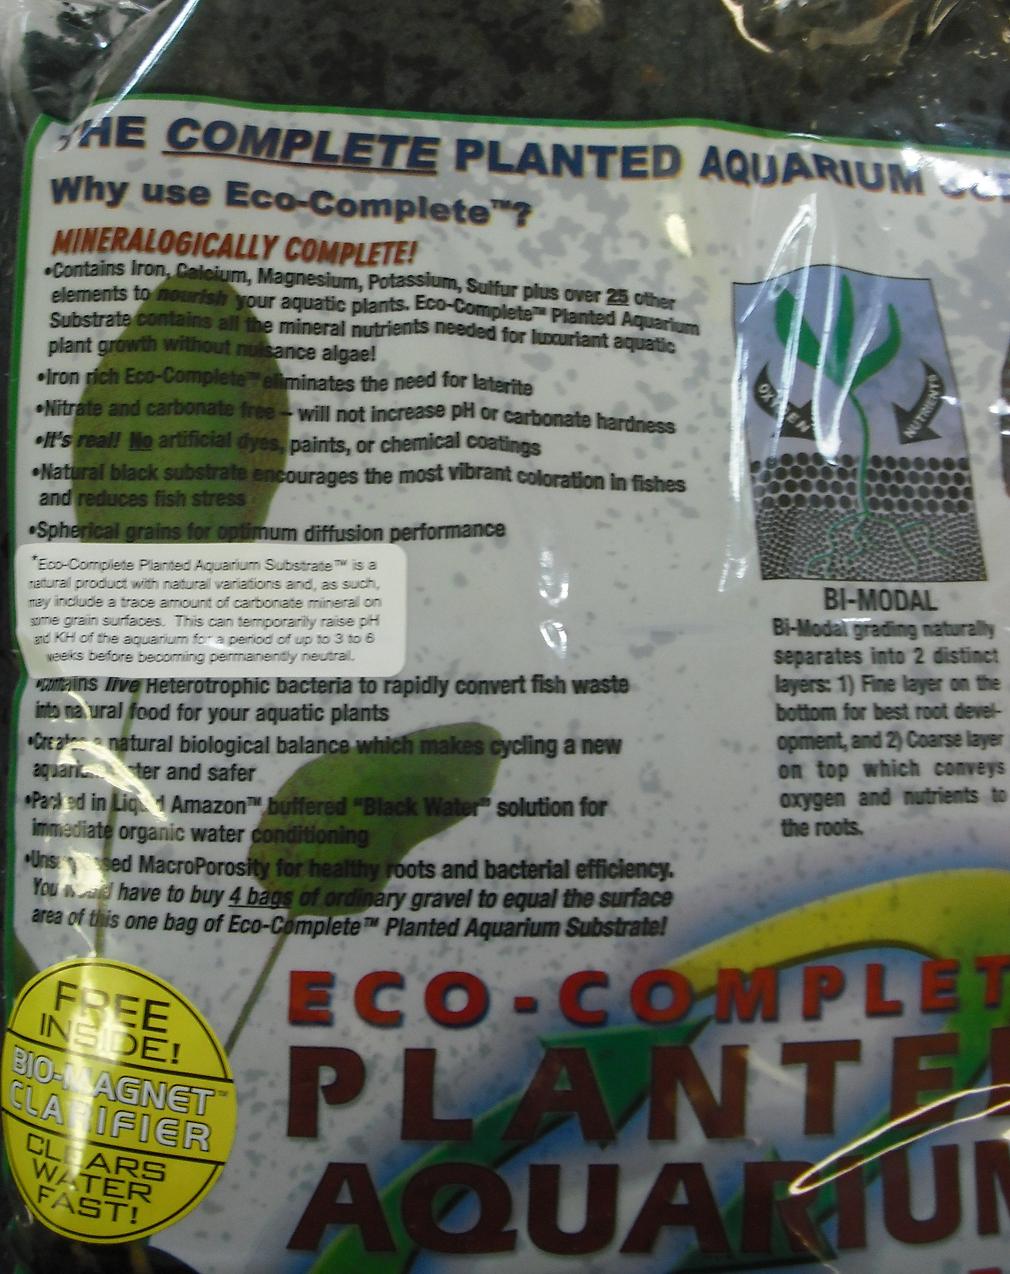 THE COMPLETE PLANTED AQUARIUM
Why use Eco-Complete™?
MINERALOGICALLY COMPLETE!
•Contains Iron, Calcium, Magnesium, Potassium, Sulfur plus over 25 other
elements to nourish your aquatic plants. Eco-Complete™ Planted Aquarium
Substrate contains all the mineral nutrients needed for luxuriant aquatic
plant growth without nuisance algae!
•Iron rich Eco-Complete™ eliminates the need for laterite
•Nitrate and carbonate free – will not increase pH or carbonate hardness
•It's real! No artificial dyes, paints, or chemical coatings
•Natural black substrate encourages the most vibrant coloration in fishes
and reduces fish stress
•Spherical grains for optimum diffusion performance
*Eco-Complete Planted Aquarium Substrate™ is a
natural product with natural variations and, as such,
may include a trace amount of carbonate mineral on
some grain surfaces. This can temporarily raise pH
and KH of the aquarium for a period of up to 3 to 6
weeks before becoming permanently neutral.
•Contains live Heterotrophic bacteria to rapidly convert fish waste
into natural food for your aquatic plants
•Creates a natural biological balance which makes cycling a new
and safer
•Packed in Liquid Amazon™ buffered "Black Water" solution for
immediate organic water conditioning
MacroPorosity for healthy roots and bacterial efficiency.
You would have to buy 4 bags of ordinary gravel to equal the surface
area of this one bag of Eco-Complete™ Planted Aquarium Substrate!
OXYGEN
NUTRIENTS
BI-MODAL
Bi-Modal grading naturally
separates into 2 distinct
layers: 1) Fine layer on the
bottom for best root devel-
opment, and 2) Coarse layer
on top which conveys
oxygen and nutrients to
the roots.
FREE
INSIDE!
BIO-MAGNET™
CLARIFIER
CLEARS
WATER
FAST!
ECO-COMPLET
PLANTE
AQUARIUM